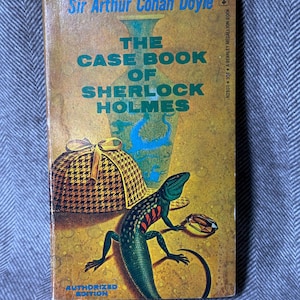 Sir Arthur Conan Doyle
THE
CASE BOOK
OF
SHERLOCK
HOLMES
AUTHORIZED
EDITION